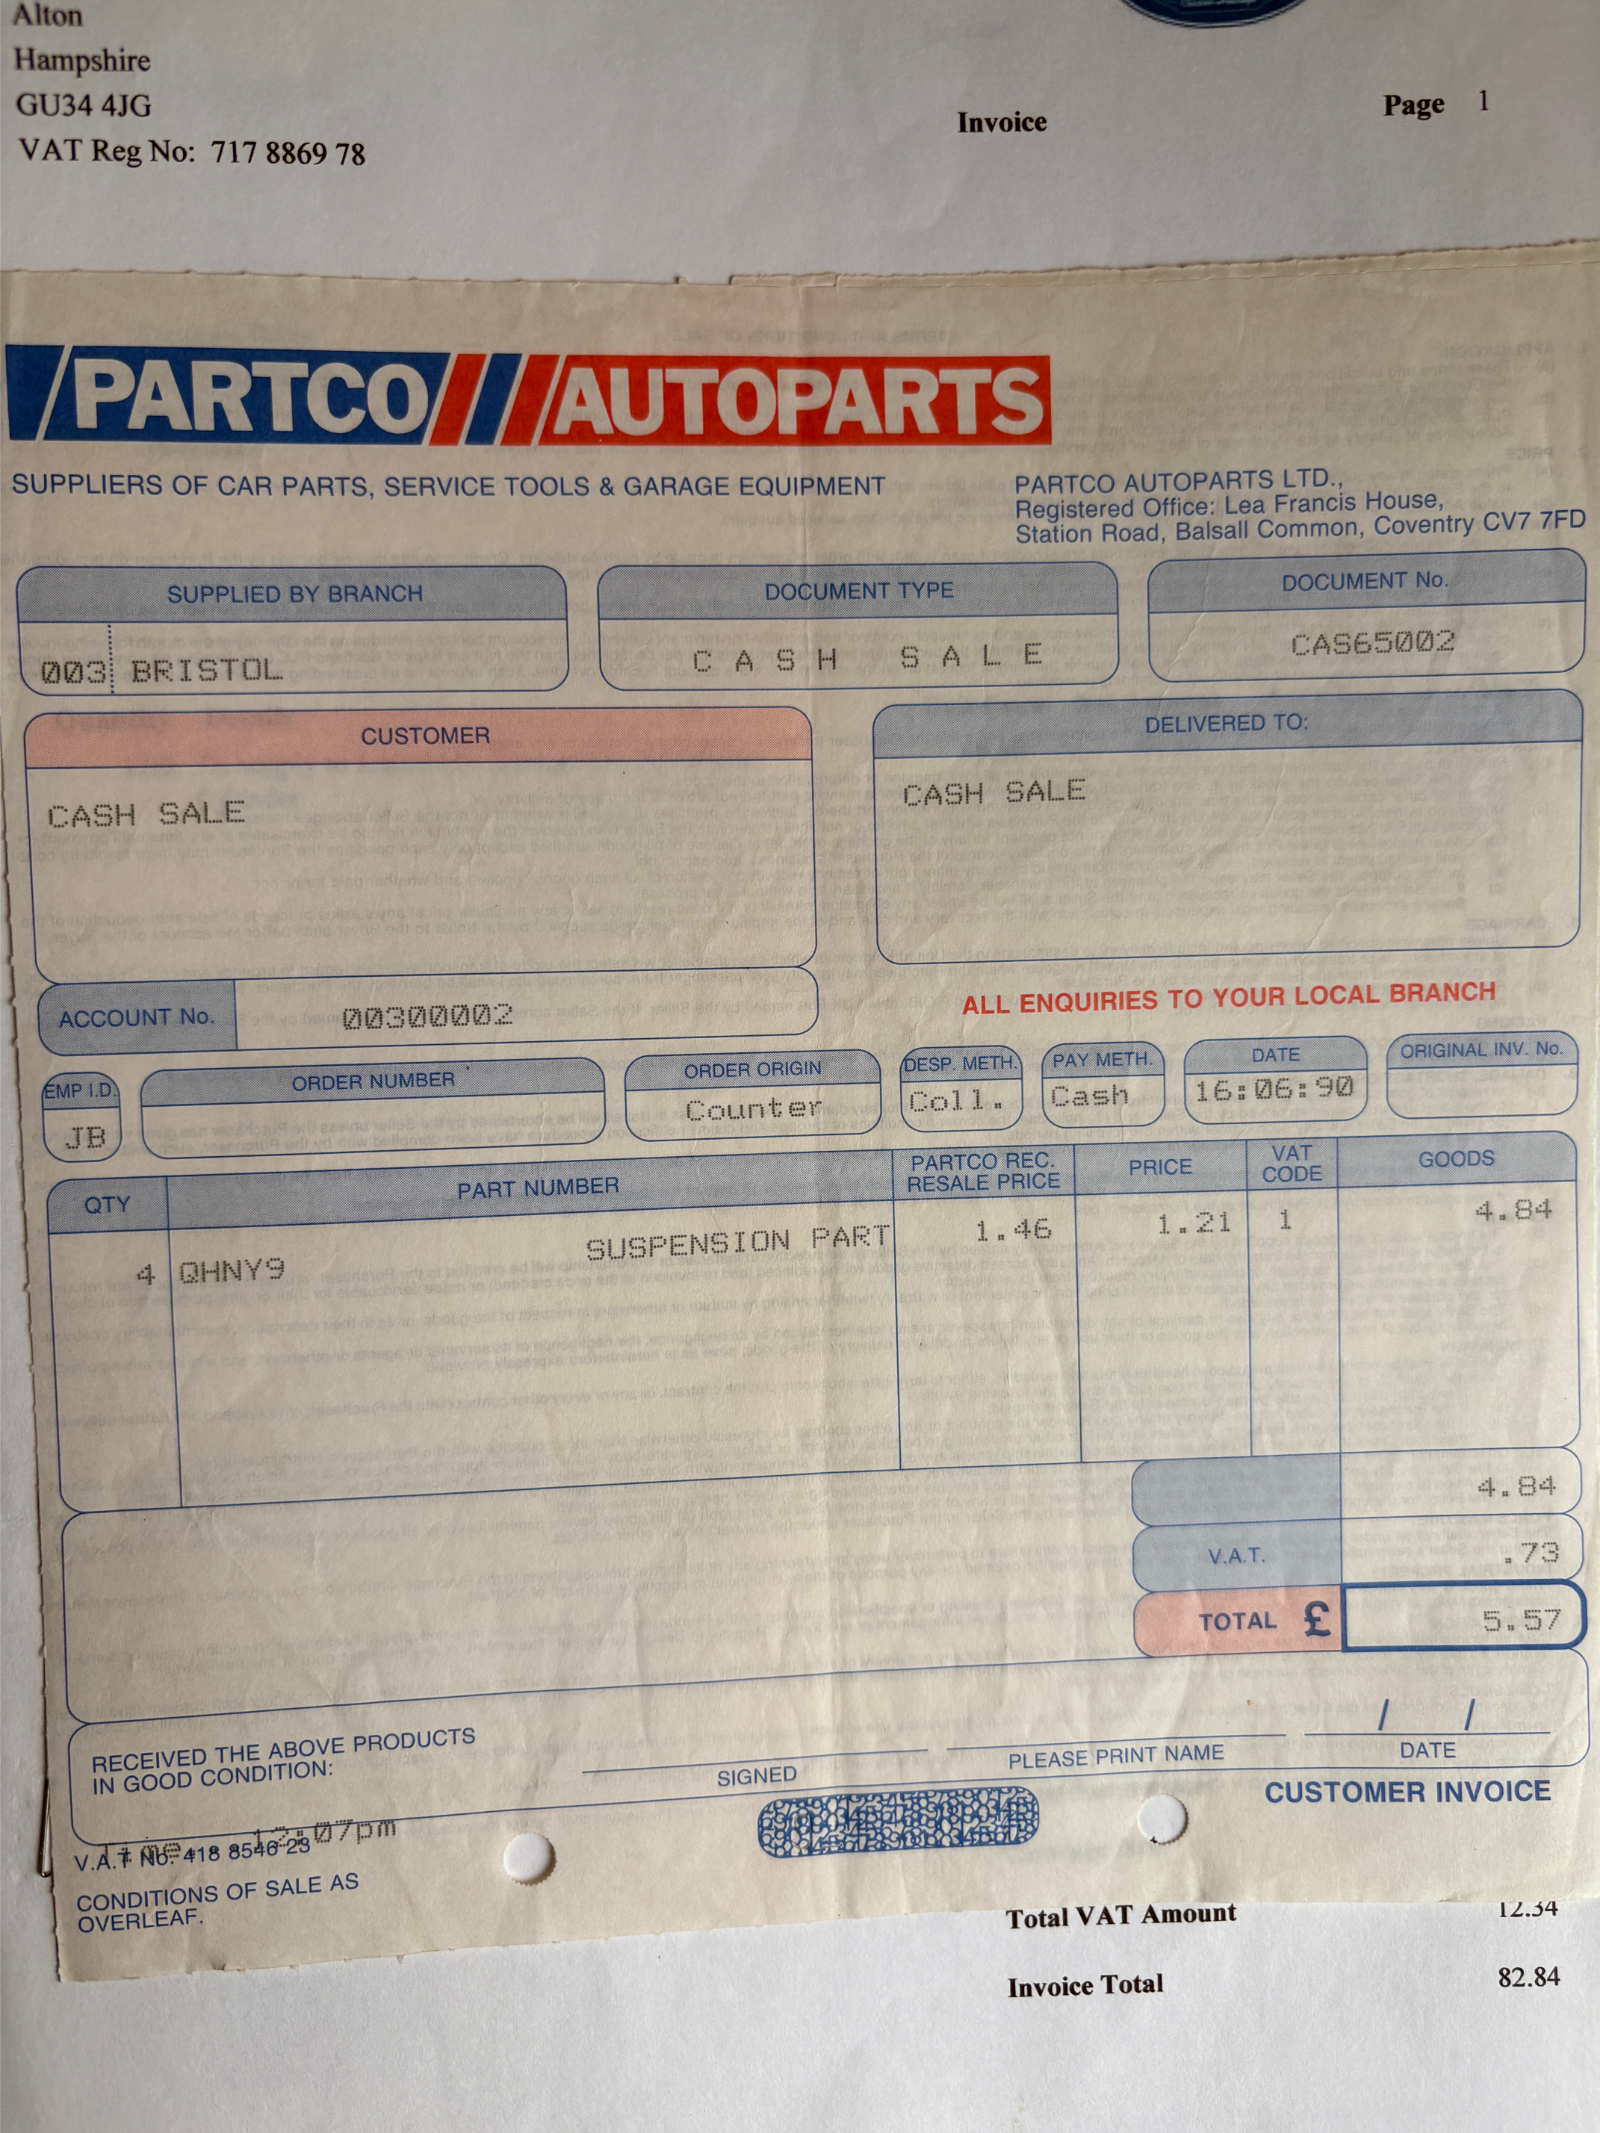 Alton
Hampshire
GU34 4JG
VAT Reg No: 717 8869 78
Invoice
Page 1
PARTCO AUTOPARTS
SUPPLIERS OF CAR PARTS, SERVICE TOOLS & GARAGE EQUIPMENT
PARTCO AUTOPARTS LTD.,
Registered Office: Lea Francis House,
Station Road, Balsall Common, Coventry CV7 7FD
SUPPLIED BY BRANCH
003 BRISTOL
DOCUMENT TYPE
CASH SALE
DOCUMENT No.
CAS65002
CUSTOMER
CASH SALE
DELIVERED TO:
CASH SALE
ACCOUNT No. 00300002
ALL ENQUIRIES TO YOUR LOCAL BRANCH
EMP I.D.
JB
ORDER NUMBER
ORDER ORIGIN
Counter
DESP. METH.
Coll.
PAY METH.
Cash
DATE
16:06:90
ORIGINAL INV. No.
QTY PART NUMBER PARTCO REC. RESALE PRICE PRICE VAT CODE GOODS
4 QHNY9 SUSPENSION PART 1.46 1.21 1 4.84
4.84
V.A.T. .73
TOTAL £ 5.57
RECEIVED THE ABOVE PRODUCTS
IN GOOD CONDITION:
SIGNED
PLEASE PRINT NAME
/ /
DATE
CUSTOMER INVOICE
Time... 12:07pm
V.A.T No. 418 8546 23
CONDITIONS OF SALE AS
OVERLEAF.
Total VAT Amount 12.34
Invoice Total 82.84